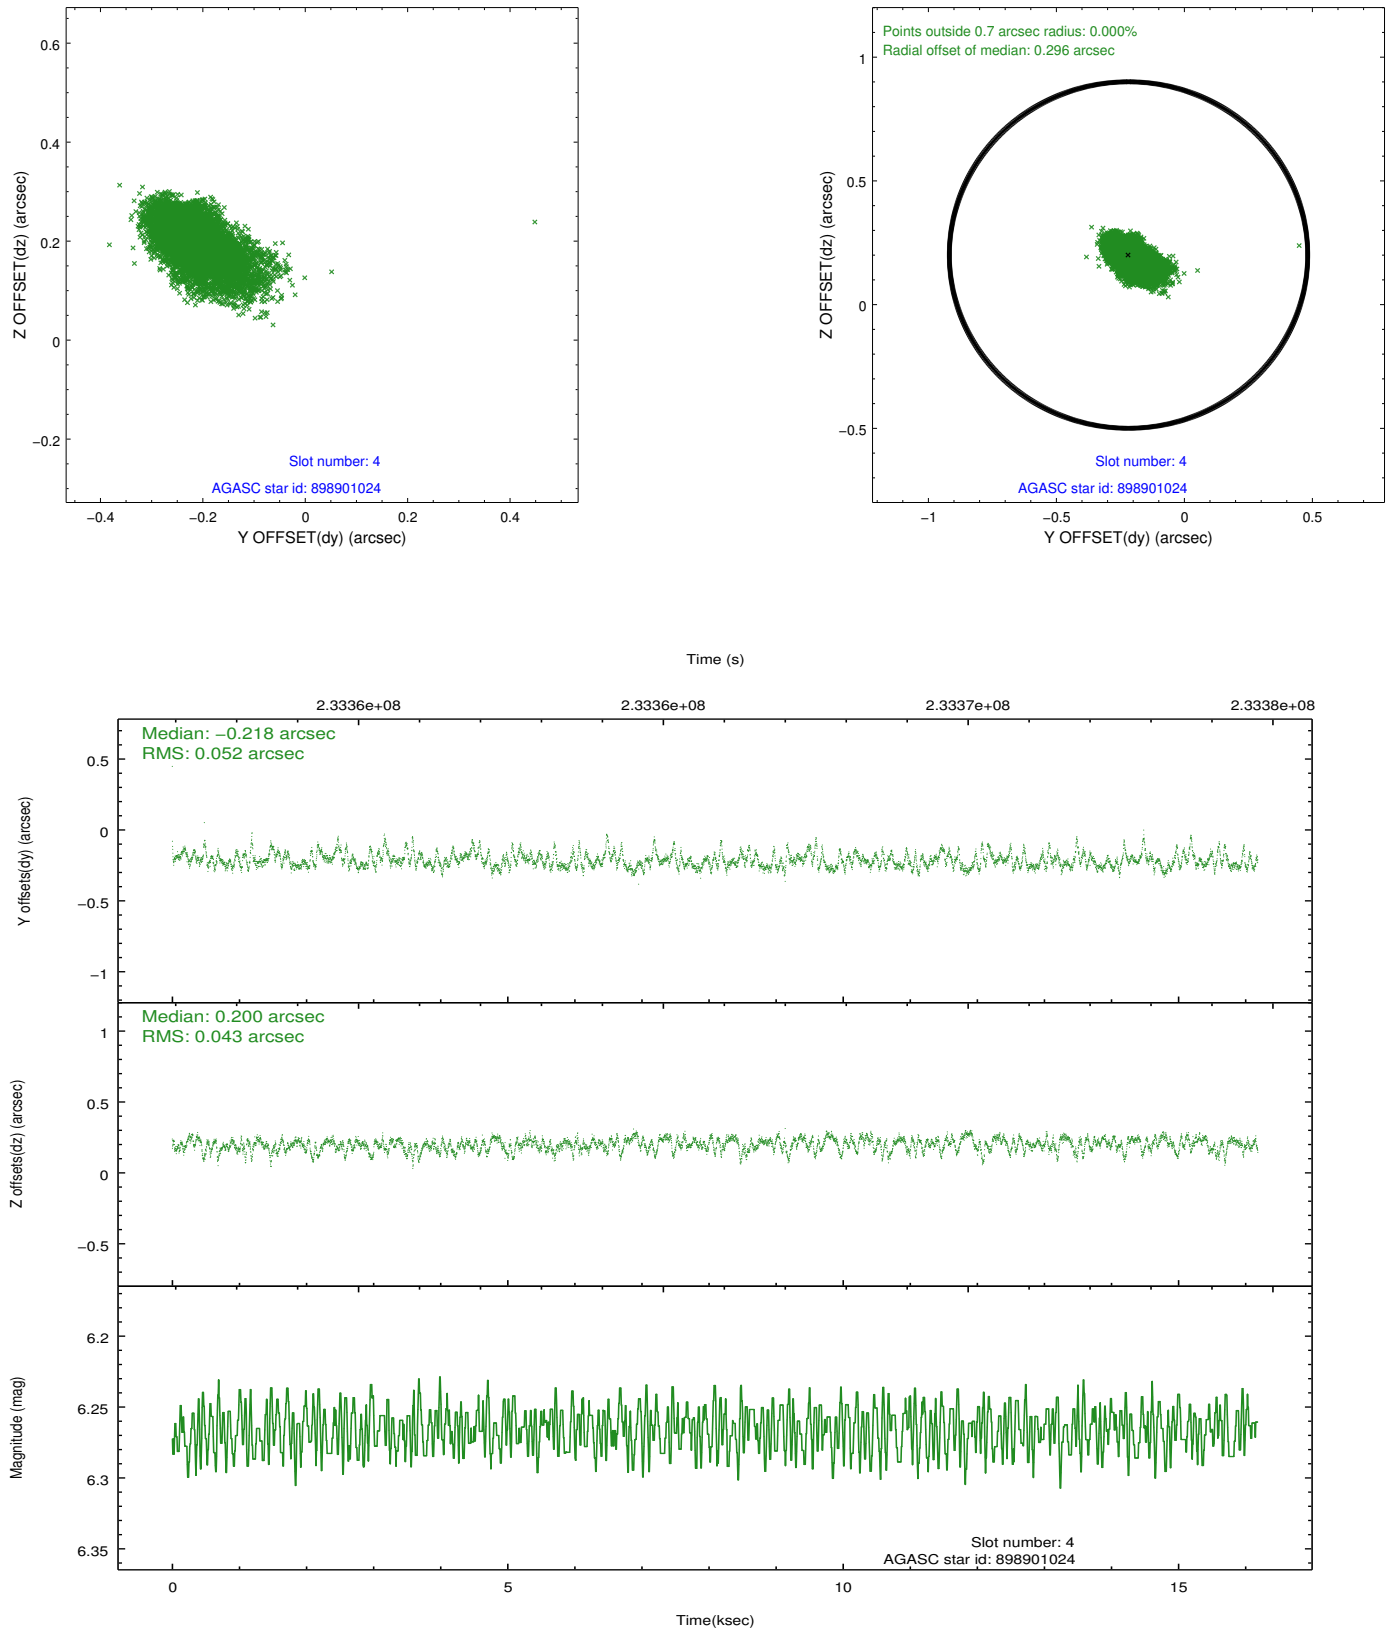 0.6
0.4
0.2
0
−0.2
Z OFFSET(dz) (arcsec)
Slot number: 4
AGASC star id: 898901024
−0.4
−0.2
0
0.2
0.4
Y OFFSET(dy) (arcsec)
Points outside 0.7 arcsec radius: 0.000%
Radial offset of median: 0.296 arcsec
1
0.5
0
−0.5
Z OFFSET(dz) (arcsec)
Slot number: 4
AGASC star id: 898901024
−1
−0.5
0
0.5
Y OFFSET(dy) (arcsec)
Time (s)
2.3336e+08
2.3336e+08
2.3337e+08
2.3338e+08
Median: −0.218 arcsec
RMS: 0.052 arcsec
0.5
0
−0.5
−1
Y offsets(dy) (arcsec)
Median: 0.200 arcsec
RMS: 0.043 arcsec
1
0.5
0
−0.5
Z offsets(dz) (arcsec)
6.2
6.25
6.3
6.35
Magnitude (mag)
Slot number: 4
AGASC star id: 898901024
0
5
10
15
Time(ksec)